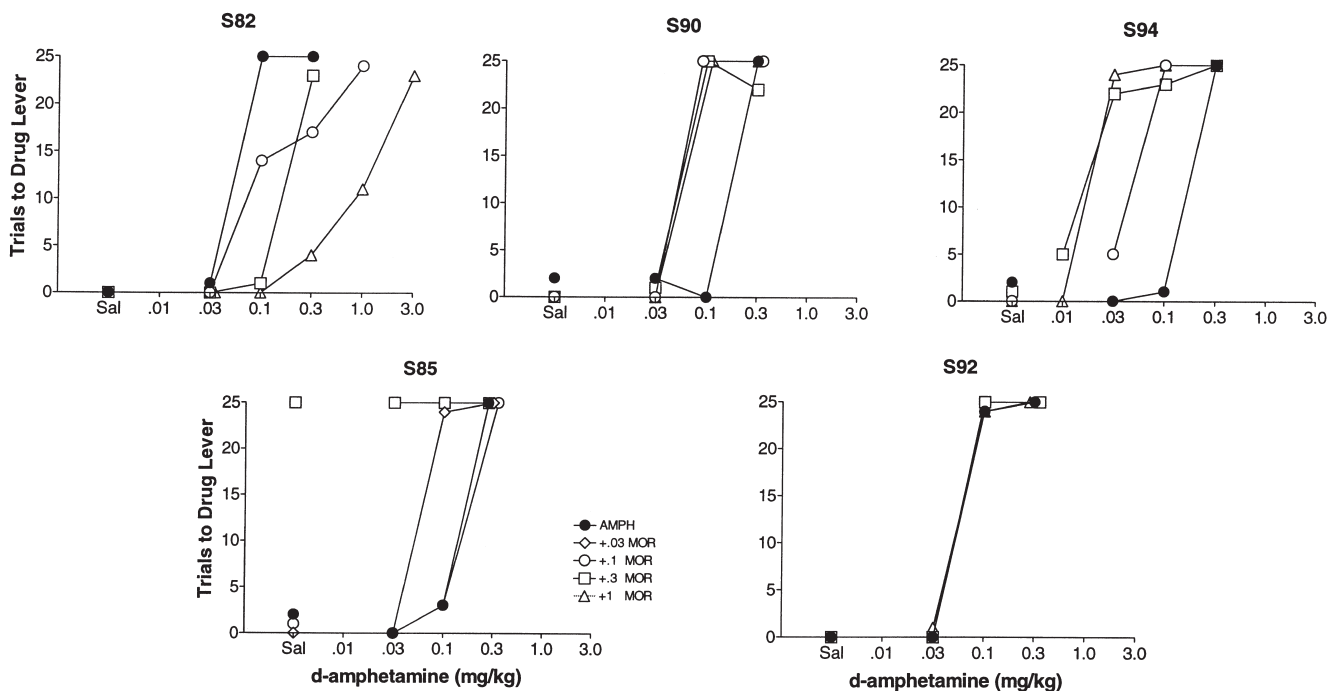 S82
S90
S94
Trials to Drug Lever
25
20
15
10
5
0
Sal .01 .03 0.1 0.3 1.0 3.0
25
20
15
10
5
0
Sal .01 .03 0.1 0.3 1.0 3.0
25
20
15
10
5
0
Sal .01 .03 0.1 0.3 1.0 3.0
S85
S92
Trials to Drug Lever
25
20
15
10
5
0
Sal .01 .03 0.1 0.3 1.0 3.0
d-amphetamine (mg/kg)
AMPH
+.03 MOR
+.1 MOR
+.3 MOR
+1 MOR
25
20
15
10
5
0
Sal .01 .03 0.1 0.3 1.0 3.0
d-amphetamine (mg/kg)